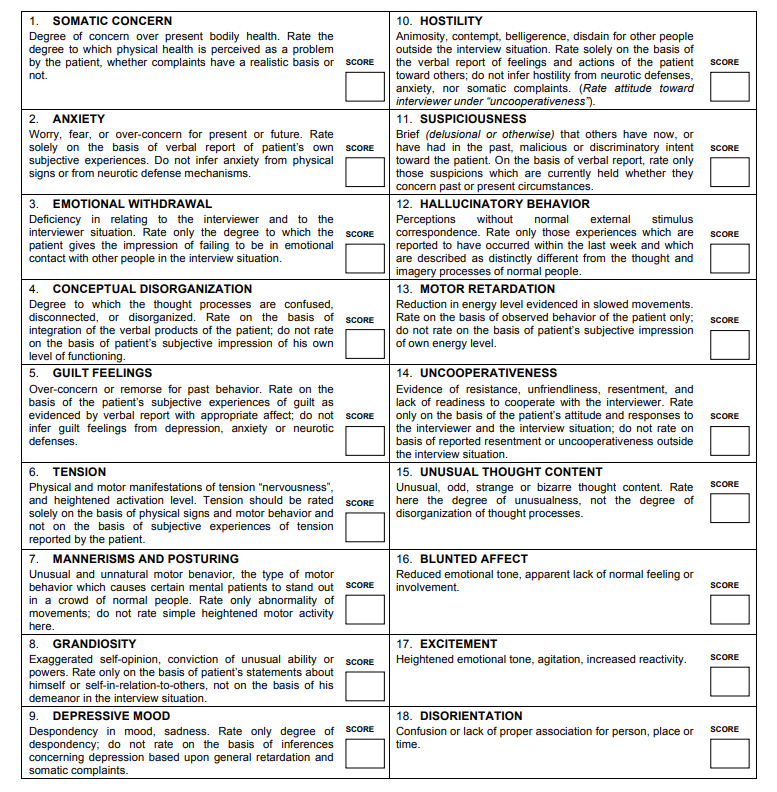 1. SOMATIC CONCERN
Degree of concern over present bodily health. Rate the
degree to which physical health is perceived as a problem
by the patient, whether complaints have a realistic basis or
not.
SCORE
2. ANXIETY
Worry, fear, or over-concern for present or future. Rate
solely on the basis of verbal report of patient's own
subjective experiences. Do not infer anxiety from physical
signs or from neurotic defense mechanisms.
SCORE
3. EMOTIONAL WITHDRAWAL
Deficiency in relating to the interviewer and to the
interviewer situation. Rate only the degree to which the
patient gives the impression of failing to be in emotional
contact with other people in the interview situation.
SCORE
4. CONCEPTUAL DISORGANIZATION
Degree to which the thought processes are confused,
disconnected, or disorganized. Rate on the basis of
integration of the verbal products of the patient; do not rate
on the basis of patient's subjective impression of his own
level of functioning.
SCORE
5. GUILT FEELINGS
Over-concern or remorse for past behavior. Rate on the
basis of the patient's subjective experiences of guilt as
evidenced by verbal report with appropriate affect; do not
infer guilt feelings from depression, anxiety or neurotic
defenses.
SCORE
6. TENSION
Physical and motor manifestations of tension “nervousness”,
and heightened activation level. Tension should be rated
solely on the basis of physical signs and motor behavior and
not on the basis of subjective experiences of tension
reported by the patient.
SCORE
7. MANNERISMS AND POSTURING
Unusual and unnatural motor benavior, the type of motor
behavior which causes certain mental patients to stand out
in a crowd of normal people. Rate only abnormality of
movements; do not rate simple heightened motor activity
here.
SCORE
8. GRANDIOSITY
Exaggerated self-opinion, conviction of unusual ability or
powers. Rate only on the basis of patient's statements about
himself or self-in-relation-to-others, not on the basis of his
demeanor in the interview situation.
SCORE
9. DEPRESSIVE MOOD
Despondency in mood, sadness. Rate only degree of
despondency; do not rate on the basis of inferences
concerning depression based upon general retardation and
somatic complaints.
SCORE
10. HOSTILITY
Animosity, contempt, belligerence, disdain for other people
outside the interview situation. Rate solely on the basis of
the verbal report of feelings and actions of the patient
toward others; do not infer hostility from neurotic defenses,
anxiety, nor somatic complaints. (Rate attitude toward
interviewer under “uncooperativeness”).
SCORE
11. SUSPICIOUSNESS
Brief (delusional or otherwise) that others have now, or
have had in the past, malicious or discriminatory intent
toward the patient. On the basis of verbal report, rate only
those suspicions which are currently held whether they
concern past or present circumstances.
SCORE
12. HALLUCINATORY BEHAVIOR
Perceptions without normal external stimulus
correspondence. Rate only those experiences which are
reported to have occurred within the last week and which
are described as distinctly different from the thought and
imagery processes of normal people.
SCORE
13. MOTOR RETARDATION
Reduction in energy level evidenced in slowed movements.
Rate on the basis of observed behavior of the patient only;
do not rate on the basis of patient's subjective impression
of own energy level.
SCORE
14. UNCOOPERATIVENESS
Evidence of resistance, unfriendliness, resentment, and
lack of readiness to cooperate with the interviewer. Rate
only on the basis of the patient's attitude and responses to
the interviewer and the interview situation; do not rate on
basis of reported resentment or uncooperativeness outside
the interview situation.
SCORE
15. UNUSUAL THOUGHT CONTENT
Unusual, odd, strange or bizarre thought content. Rate
here the degree of unusualness, not the degree of
disorganization of thought processes.
SCORE
16. BLUNTED AFFECT
Reduced emotional tone, apparent lack of normal feeling or
involvement.
SCORE
17. EXCITEMENT
Heightened emotional tone, agitation, increased reactivity.
SCORE
18. DISORIENTATION
Confusion or lack of proper association for person, place or
time.
SCORE